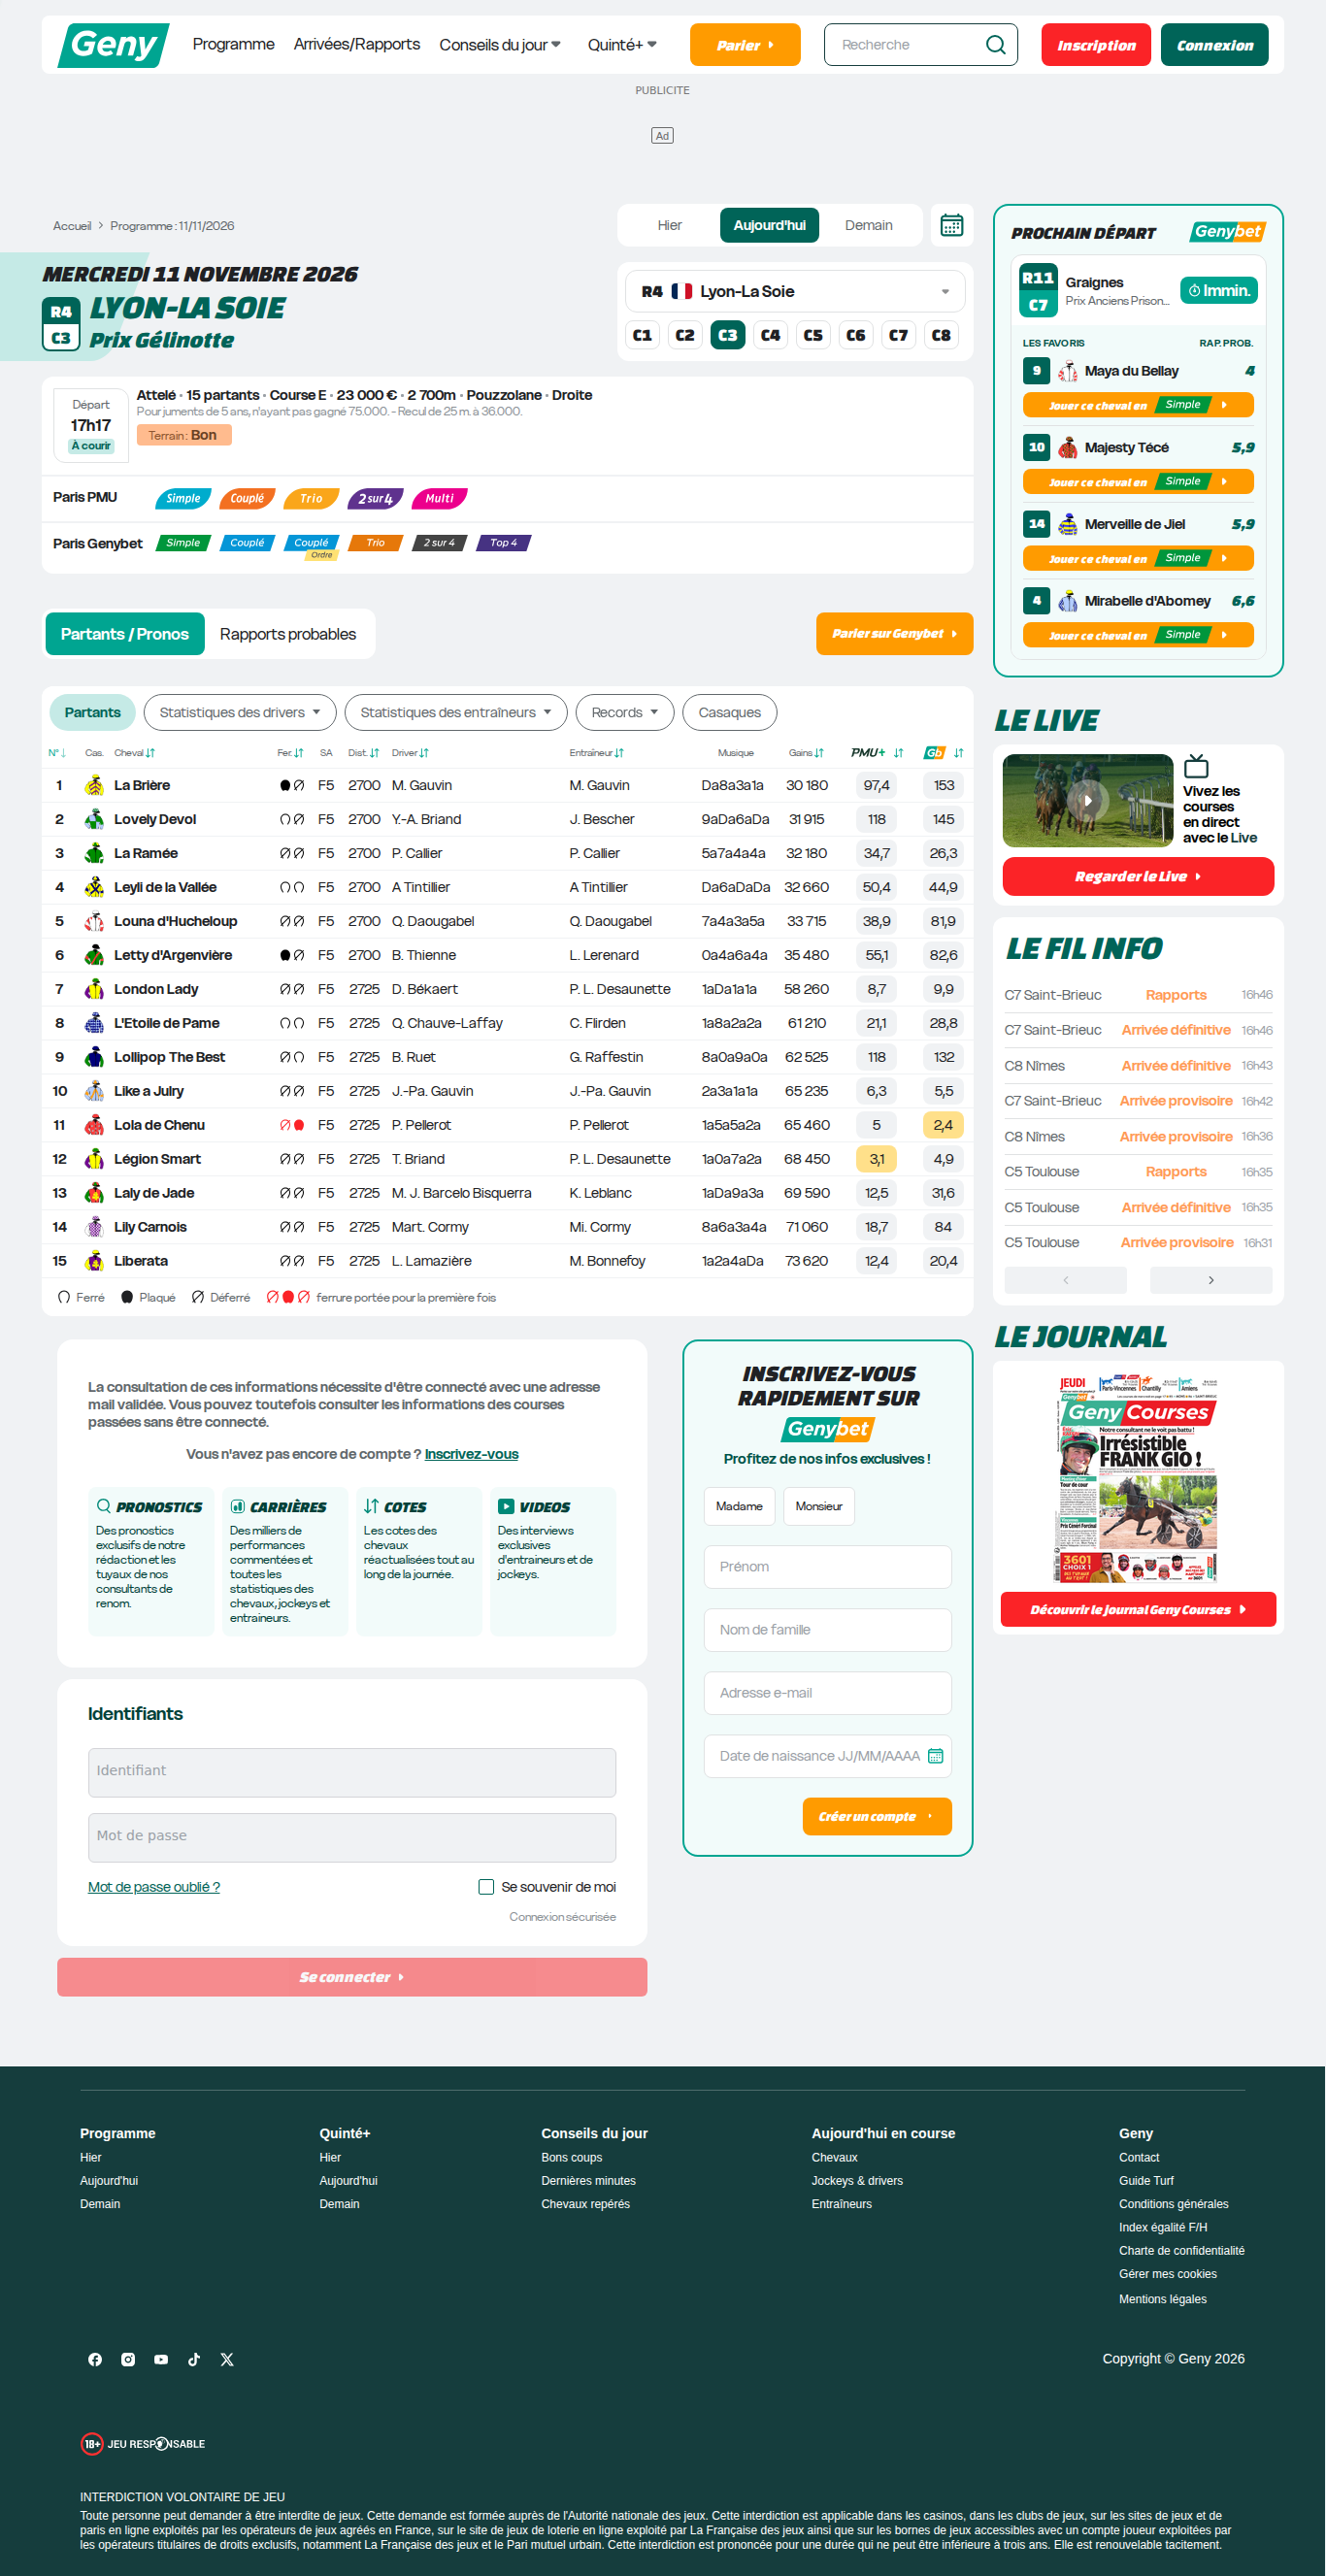 Geny
Programme Arrivées/Rapports Conseils du jour Quinté+ Parier Recherche Inscription Connexion
PUBLICITE
Ad
Accueil > Programme : 11/11/2026
Hier Aujourd'hui Demain
MERCREDI 11 NOVEMBRE 2026
R4 LYON-LA SOIE
C3 Prix Gélinotte
R4 Lyon-La Soie
C1 C2 C3 C4 C5 C6 C7 C8
Départ
17h17
À courir
Attelé • 15 partants • Course E • 23 000 € • 2 700m • Pouzzolane • Droite
Pour juments de 5 ans, n'ayant pas gagné 75.000. - Recul de 25 m. à 36.000.
Terrain : Bon
Paris PMU Simple Couplé Trio 2sur4 Multi
Paris Genybet Simple Couplé Couplé Trio 2 sur 4 Top 4
Ordre
Partants / Pronos Rapports probables
Parier sur Genybet
Partants Statistiques des drivers Statistiques des entraîneurs Records Casaques
N° Cas. Cheval Fer. SA Dist. Driver Entraîneur Musique Gains PMU+ Gb
1 La Brière F5 2700 M. Gauvin M. Gauvin Da8a3a1a 30 180 97,4 153
2 Lovely Devol F5 2700 Y.-A. Briand J. Bescher 9aDa6aDa 31 915 118 145
3 La Ramée F5 2700 P. Callier P. Callier 5a7a4a4a 32 180 34,7 26,3
4 Leyli de la Vallée F5 2700 A Tintillier A Tintillier Da6aDaDa 32 660 50,4 44,9
5 Louna d'Hucheloup F5 2700 Q. Daougabel Q. Daougabel 7a4a3a5a 33 715 38,9 81,9
6 Letty d'Argenvière F5 2700 B. Thienne L. Lerenard 0a4a6a4a 35 480 55,1 82,6
7 London Lady F5 2725 D. Békaert P. L. Desaunette 1aDa1a1a 58 260 8,7 9,9
8 L'Etoile de Pame F5 2725 Q. Chauve-Laffay C. Flirden 1a8a2a2a 61 210 21,1 28,8
9 Lollipop The Best F5 2725 B. Ruet G. Raffestin 8a0a9a0a 62 525 118 132
10 Like a Julry F5 2725 J.-Pa. Gauvin J.-Pa. Gauvin 2a3a1a1a 65 235 6,3 5,5
11 Lola de Chenu F5 2725 P. Pellerot P. Pellerot 1a5a5a2a 65 460 5 2,4
12 Légion Smart F5 2725 T. Briand P. L. Desaunette 1a0a7a2a 68 450 3,1 4,9
13 Laly de Jade F5 2725 M. J. Barcelo Bisquerra K. Leblanc 1aDa9a3a 69 590 12,5 31,6
14 Lily Carnois F5 2725 Mart. Cormy Mi. Cormy 8a6a3a4a 71 060 18,7 84
15 Liberata F5 2725 L. Lamazière M. Bonnefoy 1a2a4aDa 73 620 12,4 20,4
Ferré Plaqué Déferré ferrure portée pour la première fois
La consultation de ces informations nécessite d'être connecté avec une adresse
mail validée. Vous pouvez toutefois consulter les informations des courses
passées sans être connecté.
Vous n'avez pas encore de compte ? Inscrivez-vous
PRONOSTICS
Des pronostics
exclusifs de notre
rédaction et les
tuyaux de nos
consultants de
renom.
CARRIÈRES
Des milliers de
performances
commentées et
toutes les
statistiques des
chevaux, jockeys et
entraineurs.
COTES
Les cotes des
chevaux
réactualisées tout au
long de la journée.
VIDEOS
Des interviews
exclusives
d'entraineurs et de
jockeys.
Identifiants
Identifiant
Mot de passe
Mot de passe oublié ? Se souvenir de moi
Connexion sécurisée
Se connecter
INSCRIVEZ-VOUS
RAPIDEMENT SUR
Genybet
Profitez de nos infos exclusives !
Madame Monsieur
Prénom
Nom de famille
Adresse e-mail
Date de naissance JJ/MM/AAAA
Créer un compte
PROCHAIN DÉPART Genybet
R11 Graignes Immin.
C7 Prix Anciens Prison...
LES FAVORIS RAP. PROB.
9 Maya du Bellay 4
Jouer ce cheval en Simple
10 Majesty Técé 5,9
Jouer ce cheval en Simple
14 Merveille de Jiel 5,9
Jouer ce cheval en Simple
4 Mirabelle d'Abomey 6,6
Jouer ce cheval en Simple
LE LIVE
Vivez les
courses
en direct
avec le Live
Regarder le Live
LE FIL INFO
C7 Saint-Brieuc Rapports 16h46
C7 Saint-Brieuc Arrivée définitive 16h46
C8 Nîmes Arrivée définitive 16h43
C7 Saint-Brieuc Arrivée provisoire 16h42
C8 Nîmes Arrivée provisoire 16h36
C5 Toulouse Rapports 16h35
C5 Toulouse Arrivée définitive 16h35
C5 Toulouse Arrivée provisoire 16h31
LE JOURNAL
JEUDI
Paris-Vincennes Chantilly Amiens
Geny Courses
Notre consultant ne le voit pas battu !
Irrésistible
FRANK GIO !
Tour de cour
3601
CHOIX !
Découvrir le journal Geny Courses
Programme
Hier
Aujourd'hui
Demain
Quinté+
Hier
Aujourd'hui
Demain
Conseils du jour
Bons coups
Dernières minutes
Chevaux repérés
Aujourd'hui en course
Chevaux
Jockeys & drivers
Entraîneurs
Geny
Contact
Guide Turf
Conditions générales
Index égalité F/H
Charte de confidentialité
Gérer mes cookies
Mentions légales
Copyright © Geny 2026
18+ JEU RESPONSABLE
INTERDICTION VOLONTAIRE DE JEU
Toute personne peut demander à être interdite de jeux. Cette demande est formée auprès de l'Autorité nationale des jeux. Cette interdiction est applicable dans les casinos, dans les clubs de jeux, sur les sites de jeux et de
paris en ligne exploités par les opérateurs de jeux agréés en France, sur le site de jeux de loterie en ligne exploité par La Française des jeux ainsi que sur les bornes de jeux accessibles avec un compte joueur exploitées par
les opérateurs titulaires de droits exclusifs, notamment La Française des jeux et le Pari mutuel urbain. Cette interdiction est prononcée pour une durée qui ne peut être inférieure à trois ans. Elle est renouvelable tacitement.